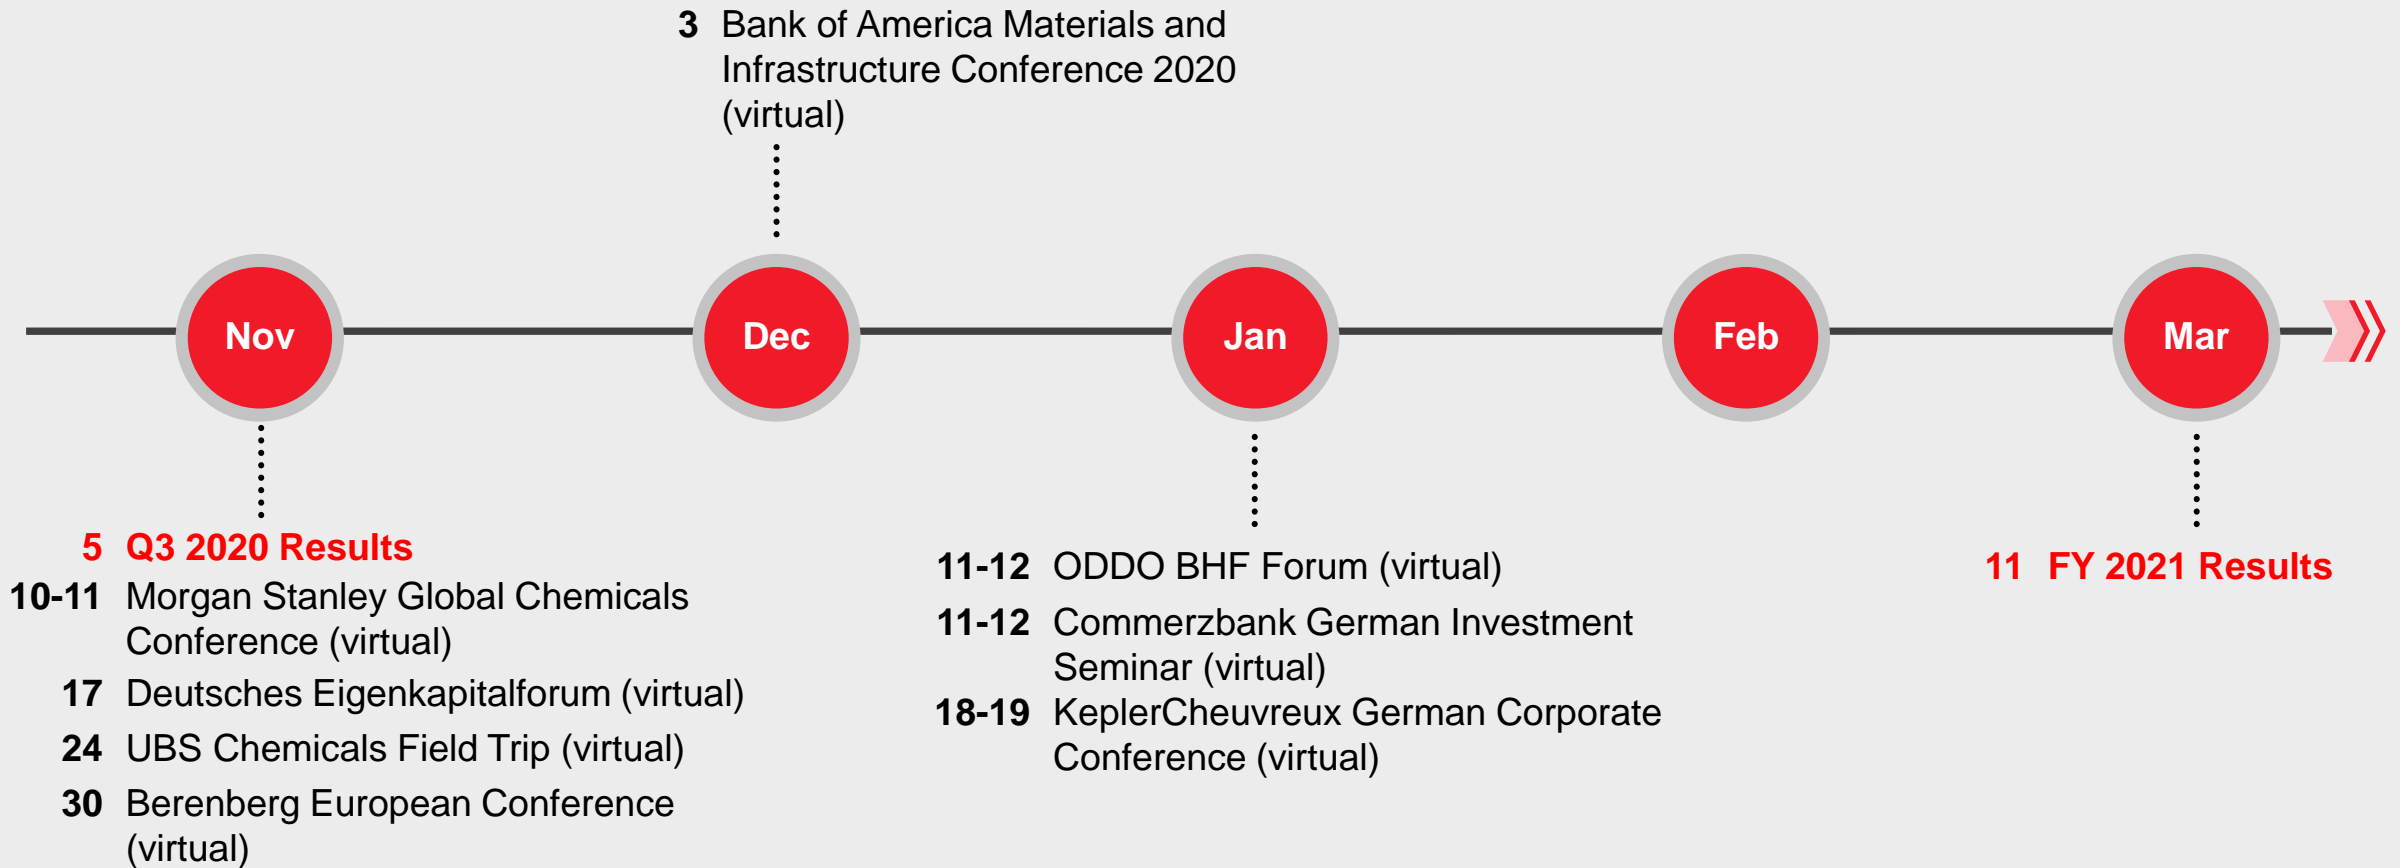 3 Bank of America Materials and
Infrastructure Conference 2020
(virtual)
Nov
Dec
Jan
Feb
Mar
5 Q3 2020 Results
10-11 Morgan Stanley Global Chemicals
Conference (virtual)
17 Deutsches Eigenkapitalforum (virtual)
24 UBS Chemicals Field Trip (virtual)
30 Berenberg European Conference
(virtual)
11-12 ODDO BHF Forum (virtual)
11-12 Commerzbank German Investment
Seminar (virtual)
18-19 KeplerCheuvreux German Corporate
Conference (virtual)
11 FY 2021 Results